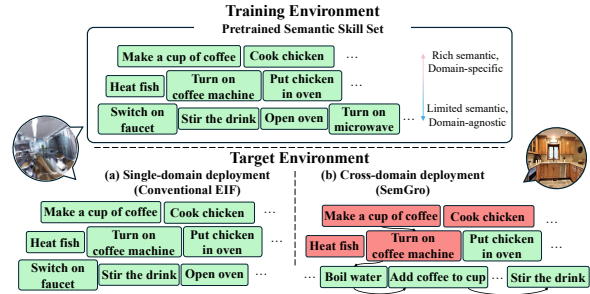 Training Environment
Pretrained Semantic Skill Set
Make a cup of coffee Cook chicken ...
Rich semantic,
Domain-specific
Heat fish Turn on
coffee machine Put chicken
in oven ...
Limited semantic,
Domain-agnostic
Switch on
faucet Stir the drink Open oven Turn on
microwave ...
Target Environment
(a) Single-domain deployment
(Conventional EIF)
Make a cup of coffee Cook chicken ...
Heat fish Turn on
coffee machine Put chicken
in oven ...
Switch on
faucet Stir the drink Open oven ...
(b) Cross-domain deployment
(SemGro)
Make a cup of coffee Cook chicken ...
Heat fish Turn on
coffee machine Put chicken
in oven ...
... Boil water Add coffee to cup ... Stir the drink